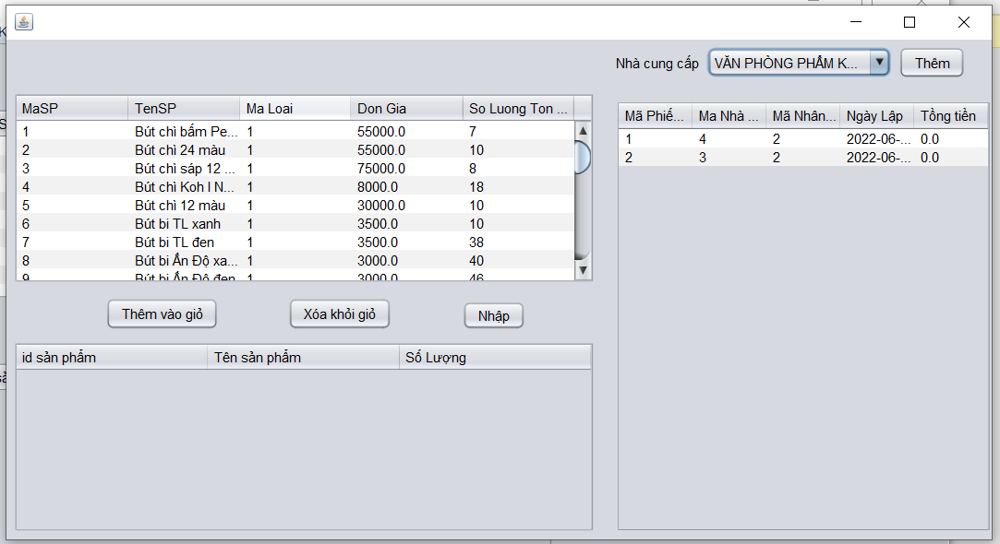 Nhà cung cấp VĂN PHÒNG PHẨM K... Thêm
MaSP TenSP Ma Loai Don Gia So Luong Ton ...
1 Bút chì bấm Pe... 1 55000.0 7
2 Bút chì 24 màu 1 55000.0 10
3 Bút chì sáp 12 ... 1 75000.0 8
4 Bút chì Koh I N... 1 8000.0 18
5 Bút chì 12 màu 1 30000.0 10
6 Bút bi TL xanh 1 3500.0 10
7 Bút bi TL đen 1 3500.0 38
8 Bút bi Ấn Độ xa... 1 3000.0 40
9 Bút bi Ấn Độ đen 1 3000.0 46
Thêm vào giỏ Xóa khỏi giỏ Nhập
id sản phẩm Tên sản phẩm Số Lượng
Mã Phiế... Ma Nhà ... Mã Nhân... Ngày Lập Tồng tiền
1 4 2 2022-06-... 0.0
2 3 2 2022-06-... 0.0